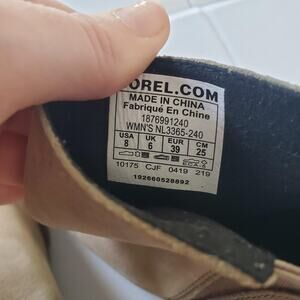 OREL.COM
MADE IN CHINA
Fabriqué En Chine
1876991240
WMN'S NL3365-240
USA UK EUR CM
8 6 39 25
10175 CJF 0419 219
192660528892